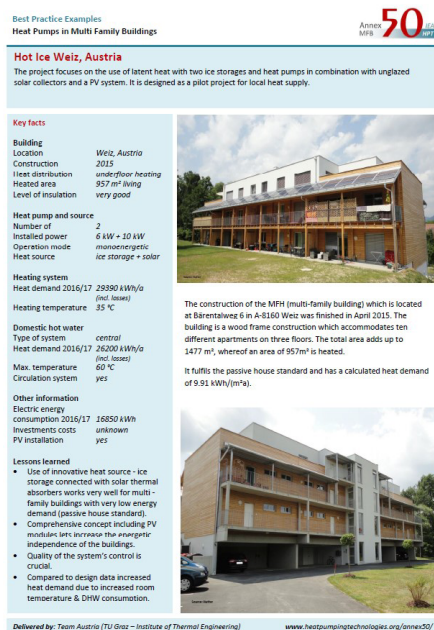 Best Practice Examples
Heat Pumps in Multi Family Buildings
Annex
MFB
50
IEA
HPT
Hot Ice Weiz, Austria
The project focuses on the use of latent heat with two ice storages and heat pumps in combination with unglazed
solar collectors and a PV system. It is designed as a pilot project for local heat supply.
Key facts
Building
Location Weiz, Austria
Construction 2015
Heat distribution underfloor heating
Heated area 957 m² living
Level of insulation very good
Heat pump and source
Number of 2
Installed power 6 kW + 10 kW
Operation mode monoenergetic
Heat source ice storage + solar
Heating system
Heat demand 2016/17 29390 kWh/a
(incl. losses)
Heating temperature 35 °C
Domestic hot water
Type of system central
Heat demand 2016/17 26200 kWh/a
(incl. losses)
Max. temperature 60 °C
Circulation system yes
Other information
Electric energy
consumption 2016/17 16850 kWh
Investments costs unknown
PV installation yes
Lessons learned
• Use of innovative heat source - ice
storage connected with solar thermal
absorbers works very well for multi -
family buildings with very low energy
demand (passive house standard).
• Comprehensive concept including PV
modules lets increase the energetic
independence of the buildings.
• Quality of the system's control is
crucial.
• Compared to design data increased
heat demand due to increased room
temperature & DHW consumotion.
The construction of the MFH (multi-family building) which is located
at Bärentalweg 6 in A-8160 Weiz was finished in April 2015. The
building is a wood frame construction which accommodates ten
different apartments on three floors. The total area adds up to
1477 m², whereof an area of 957m² is heated.
It fulfils the passive house standard and has a calculated heat demand
of 9.91 kWh/(m²a).
Delivered by: Team Austria (TU Graz – Institute of Thermal Engineering)
www.heatpumpingtechnologies.org/annex50/